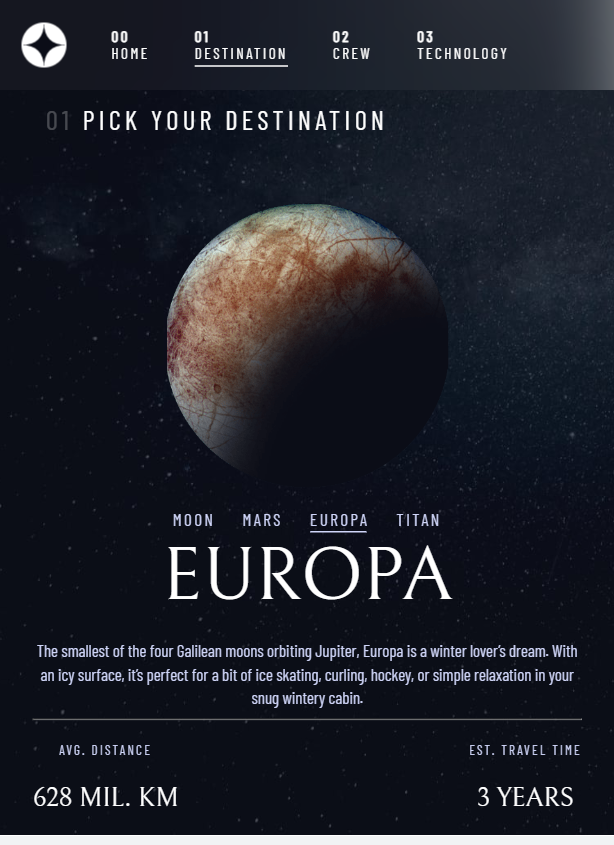 00 01 02 03
HOME DESTINATION CREW TECHNOLOGY
01 PICK YOUR DESTINATION
MOON MARS EUROPA TITAN
EUROPA
The smallest of the four Galilean moons orbiting Jupiter, Europa is a winter lover’s dream. With
an icy surface, it’s perfect for a bit of ice skating, curling, hockey, or simple relaxation in your
snug wintery cabin.
AVG. DISTANCE EST. TRAVEL TIME
628 MIL. KM 3 YEARS